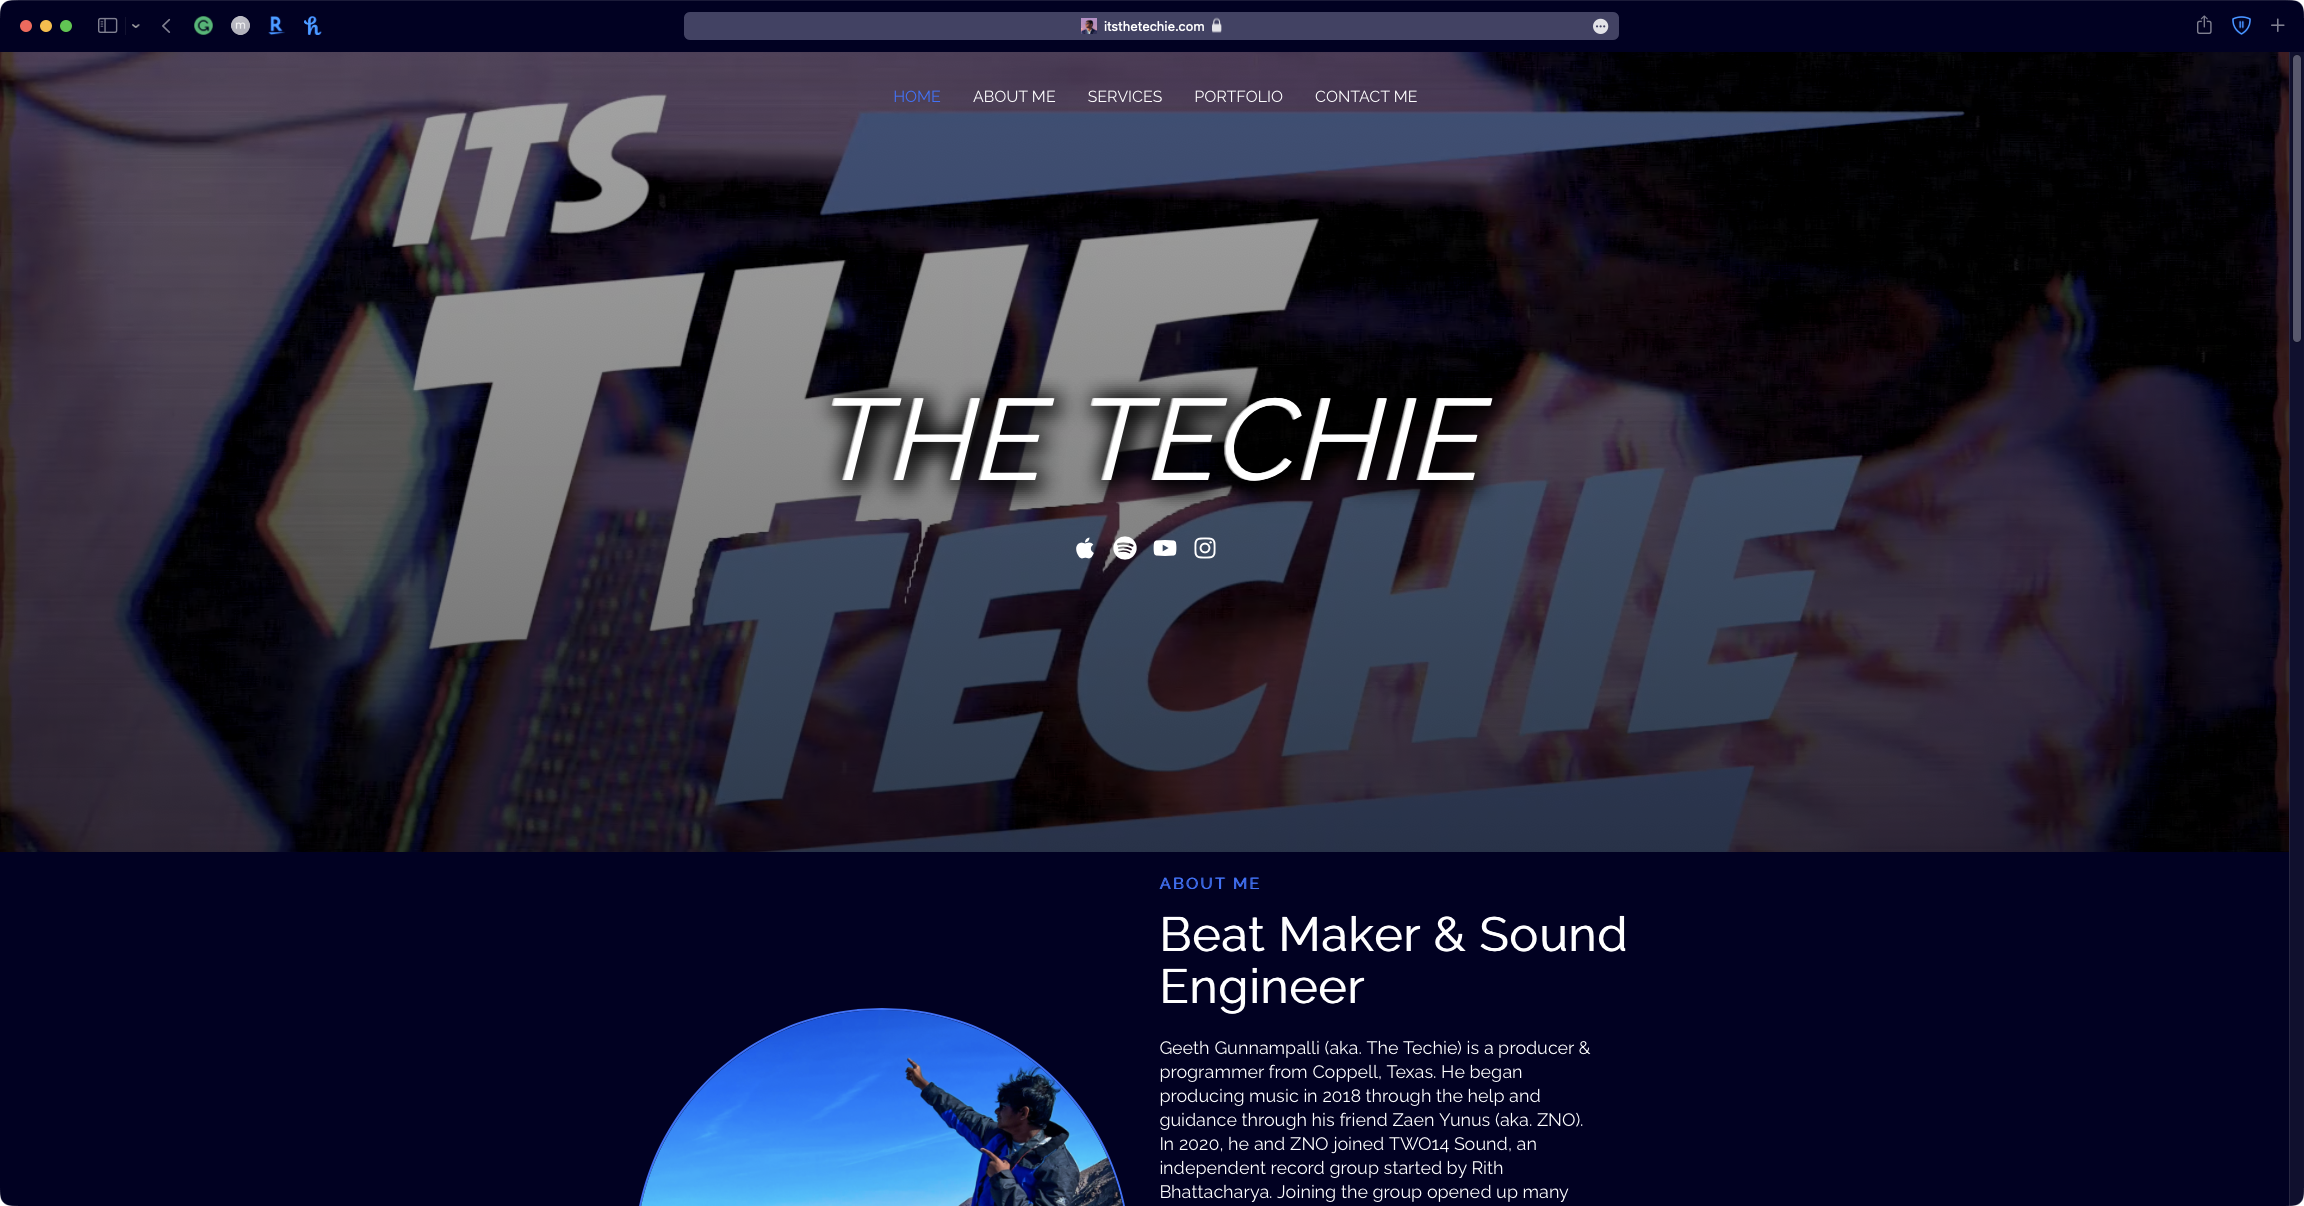 itsthetechie.com
HOME ABOUT ME SERVICES PORTFOLIO CONTACT ME
ITS
THE
THE TECHIE
TECHIE
ABOUT ME
Beat Maker & Sound
Engineer
Geeth Gunnampalli (aka. The Techie) is a producer &
programmer from Coppell, Texas. He began
producing music in 2018 through the help and
guidance through his friend Zaen Yunus (aka. ZNO).
In 2020, he and ZNO joined TWO14 Sound, an
independent record group started by Rith
Bhattacharya. Joining the group opened up many